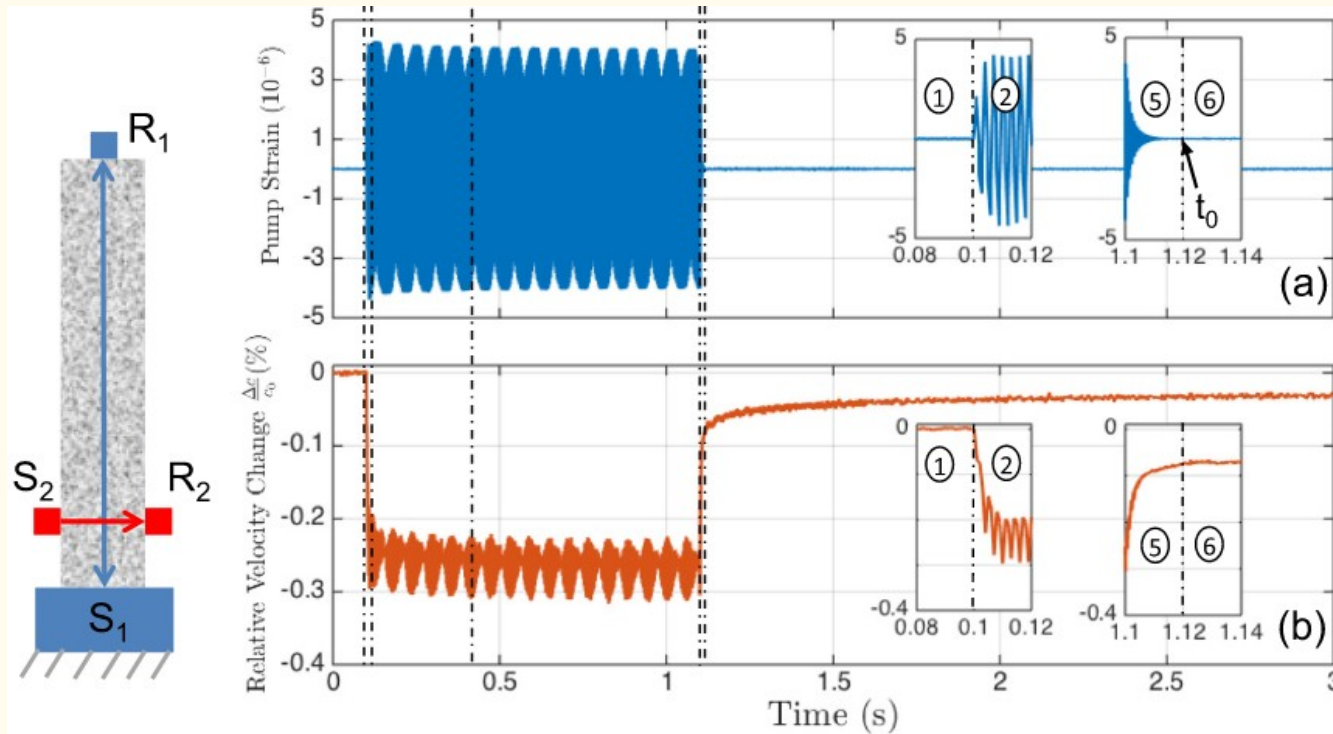 R₁
S₂
R₂
S₁
Pump Strain (10⁻⁶)
5
3
1
-1
-3
-5
5
-5
0.08 0.1 0.12
① ②
5
-5
1.1 1.12 1.14
⑤ ⑥
t₀
(a)
Relative Velocity Change Δc/c₀(%)
0
-0.1
-0.2
-0.3
-0.4
0
-0.4
0.08 0.1 0.12
① ②
0
-0.4
1.1 1.12 1.14
⑤ ⑥
(b)
0 0.5 1 1.5 2 2.5 3
Time (s)